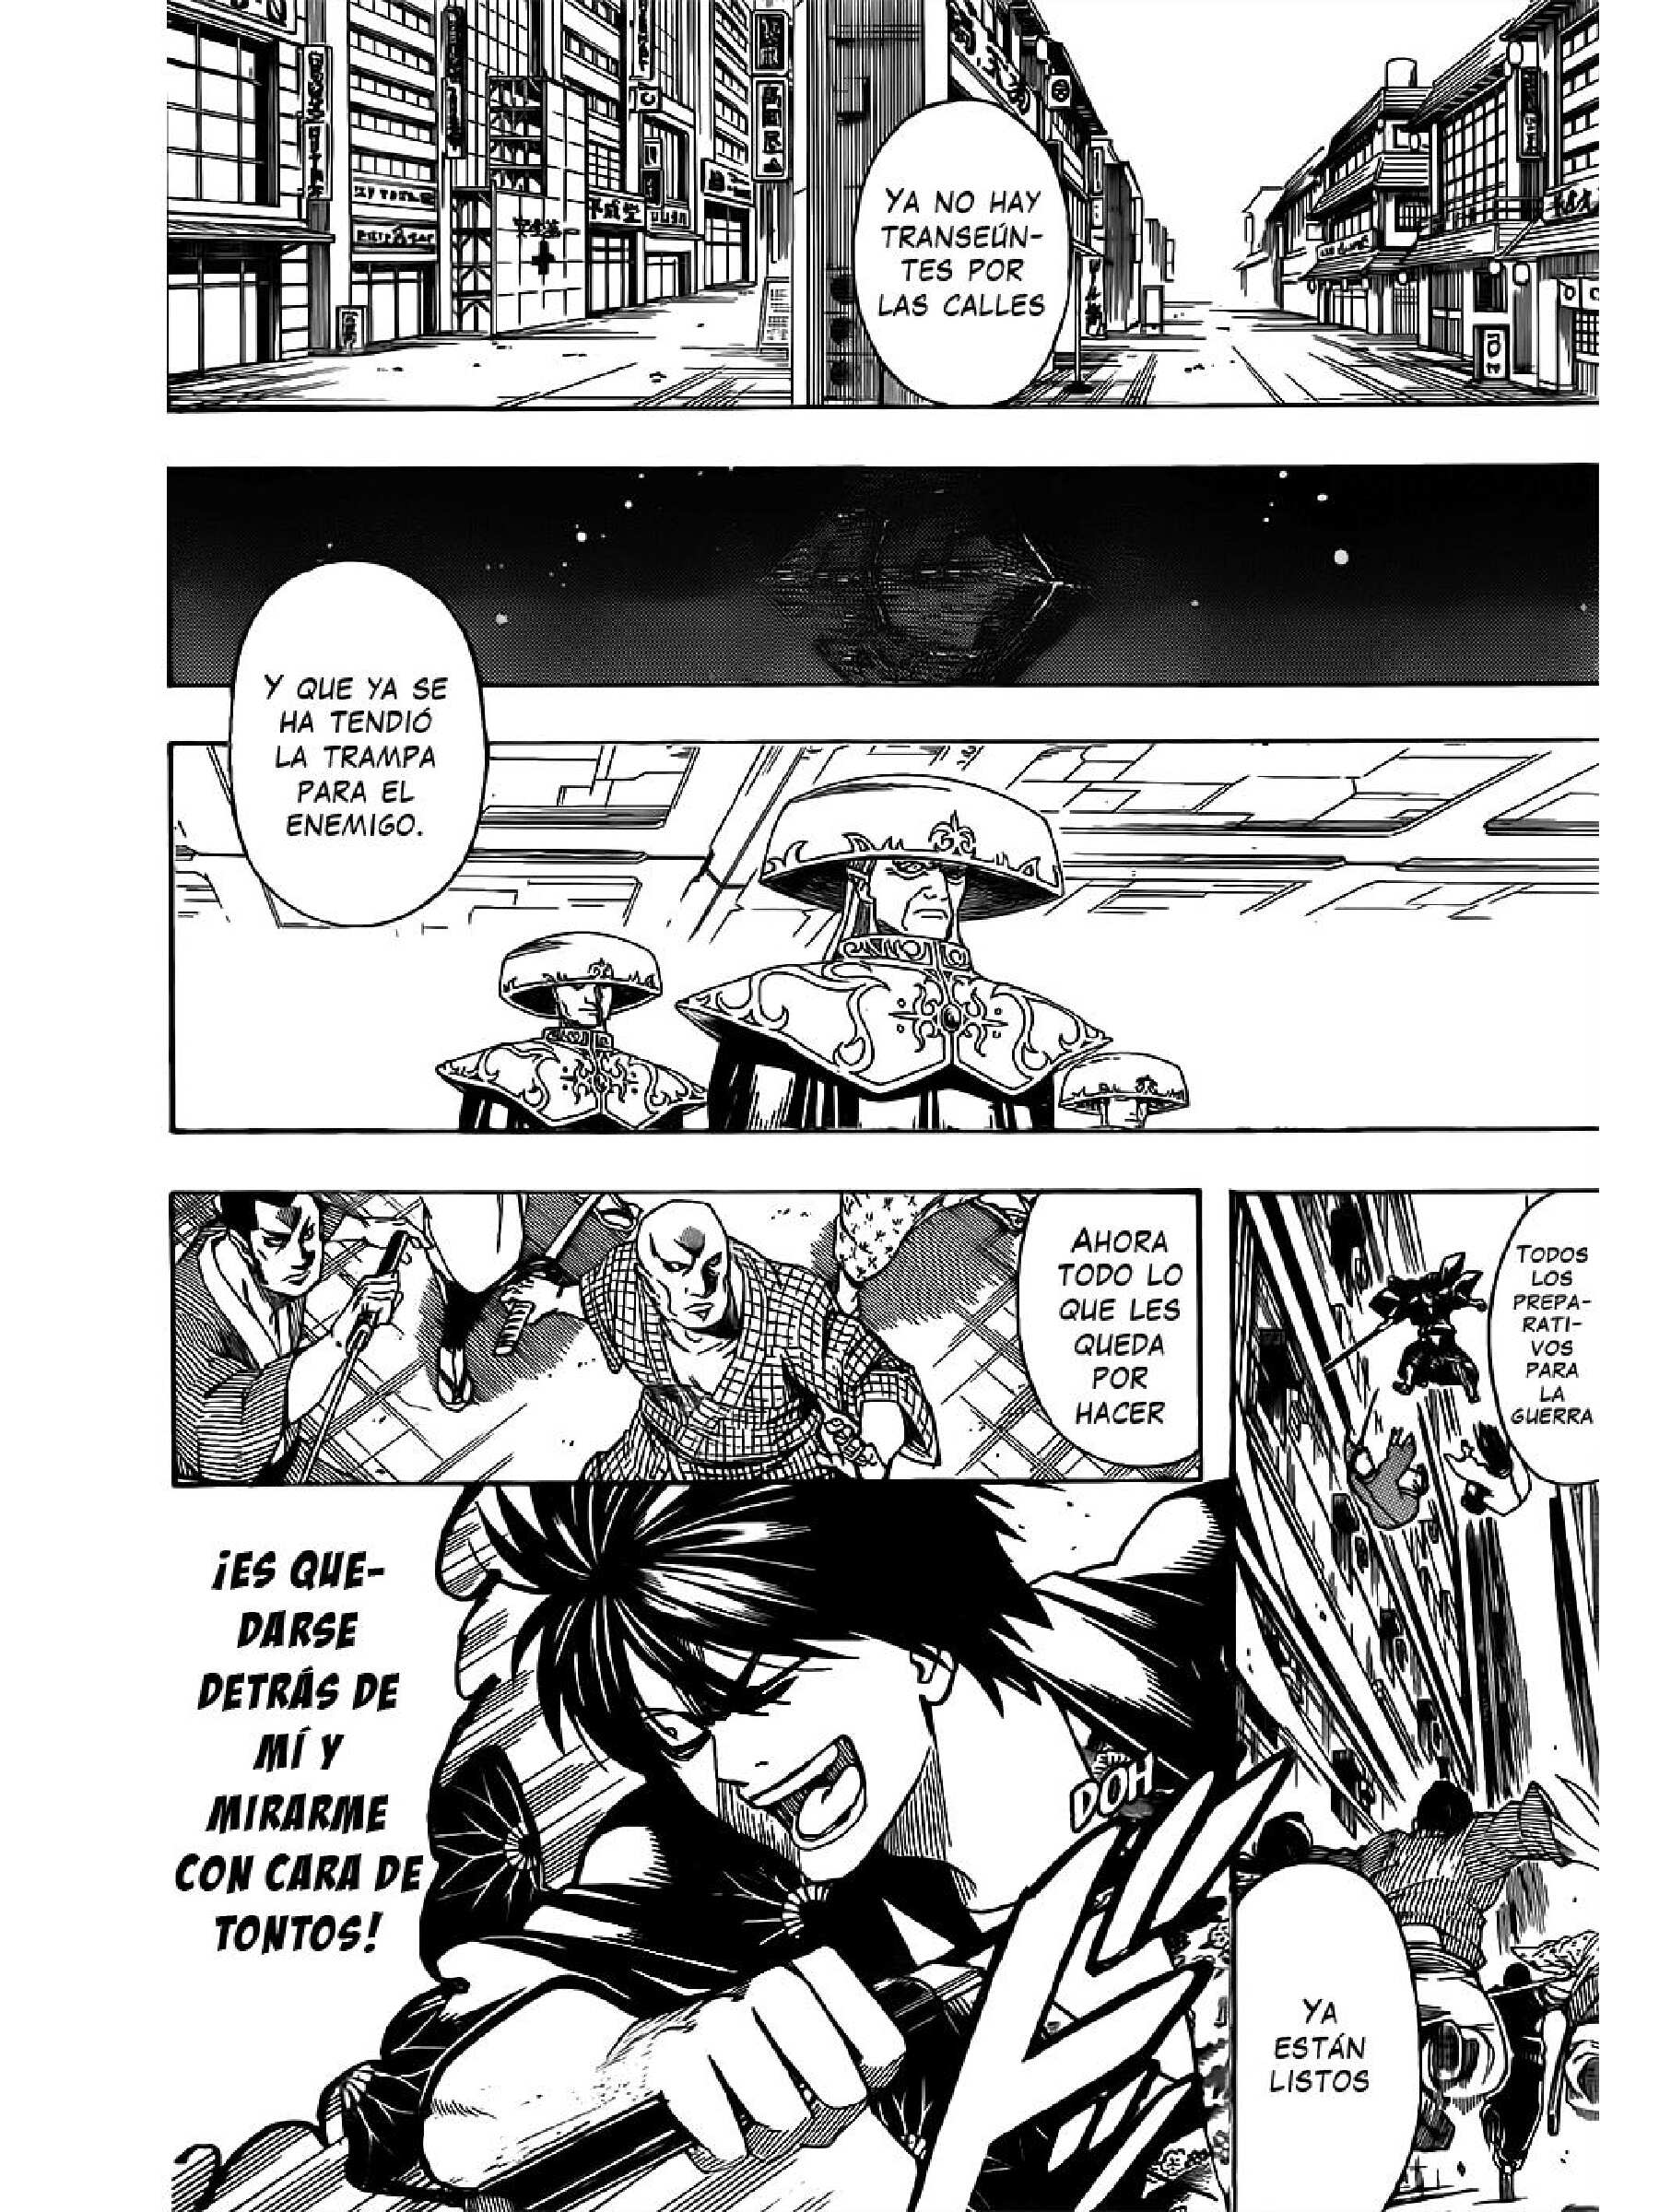 YA NO HAY
TRANSEÚN-
TES POR
LAS CALLES
Y QUE YA SE
HA TENDIÓ
LA TRAMPA
PARA EL
ENEMIGO.
TODOS
LOS
PREPA-
RATI-
VOS
PARA
LA
GUERRA
YA
ESTÁN
LISTOS
AHORA
TODO LO
QUE LES
QUEDA
POR
HACER
¡ES QUE-
DARSE
DETRÁS DE
MÍ Y
MIRARME
CON CARA DE
TONTOS!
DOH